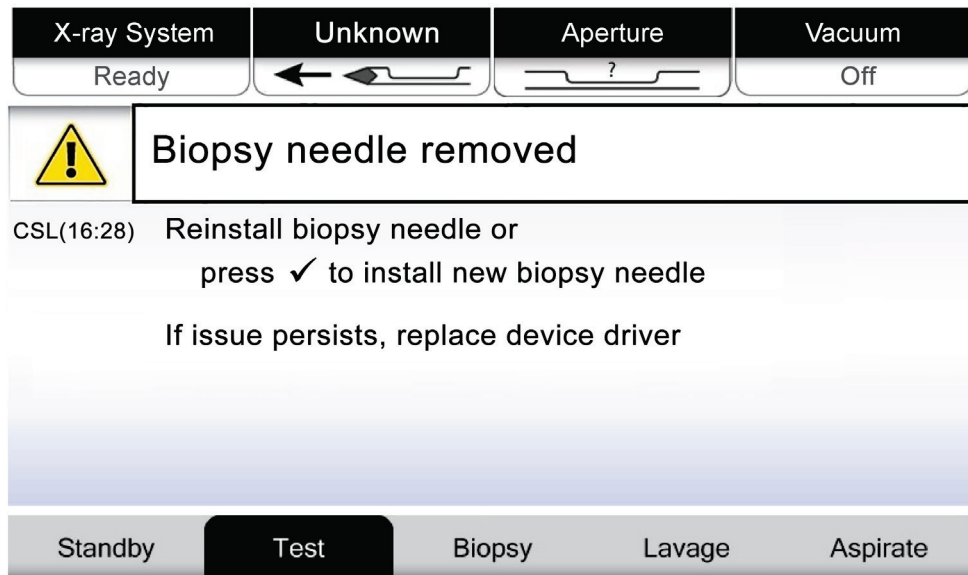 X-ray System
Unknown
Aperture
Vacuum
Ready
?
Off
Biopsy needle removed
CSL(16:28)
Reinstall biopsy needle or
press ✓ to install new biopsy needle
If issue persists, replace device driver
Standby
Test
Biopsy
Lavage
Aspirate